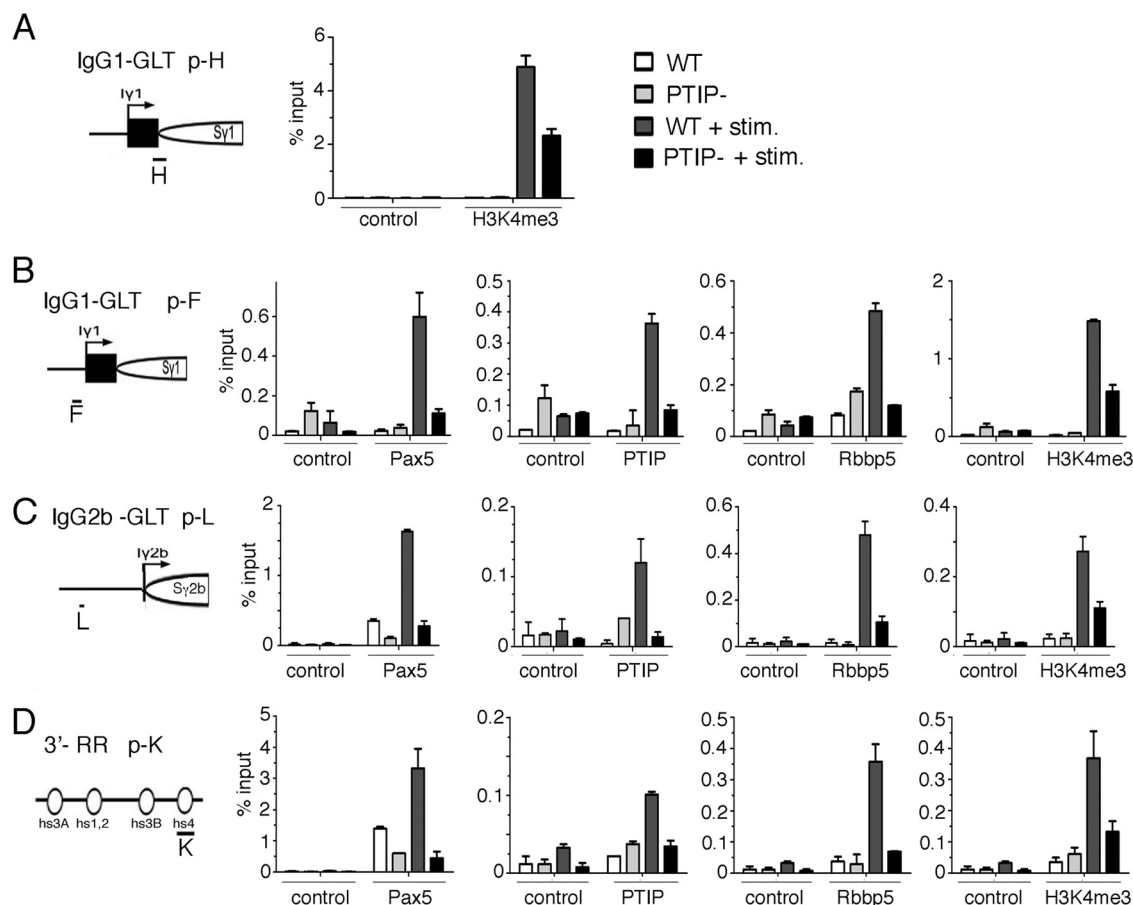 A
IgG1-GLT p-H
Iγ1
Sγ1
H
% input
6
4
2
0
control
H3K4me3
WT
PTIP-
WT + stim.
PTIP- + stim.
B
IgG1-GLT p-F
Iγ1
Sγ1
F
% input
0.6
0.2
0
control
Pax5
0.5
0.4
0.3
0.2
0.1
0
control
PTIP
0.6
0.4
0.2
0
control
Rbbp5
2
1
0
control
H3K4me3
C
IgG2b -GLT p-L
Iγ2b
Sγ2b
L
% input
2
1
0
control
Pax5
0.2
0.1
0
control
PTIP
0.6
0.4
0.2
0
control
Rbbp5
0.4
0.2
0
control
H3K4me3
D
3'- RR p-K
hs3A hs1,2 hs3B hs4
K
% input
5
4
3
2
1
0
control
Pax5
0.2
0.1
0
control
PTIP
0.5
0.4
0.3
0.2
0.1
0
control
Rbbp5
0.5
0.4
0.3
0.2
0.1
0
control
H3K4me3